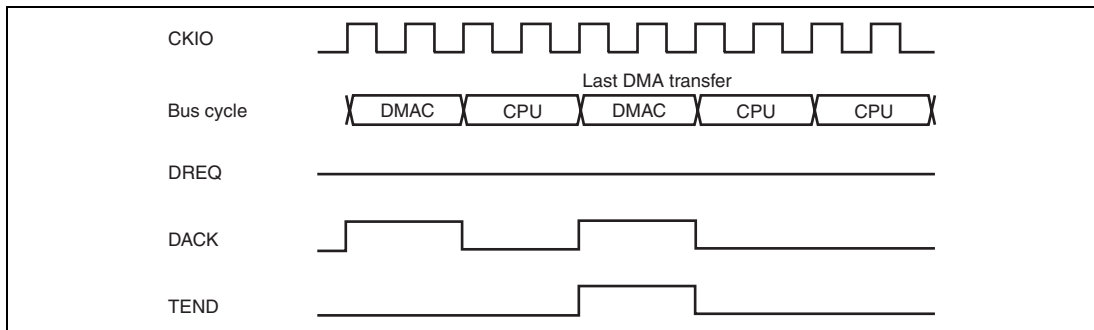 CKIO
Last DMA transfer
Bus cycle DMAC CPU DMAC CPU CPU
DREQ
DACK
TEND